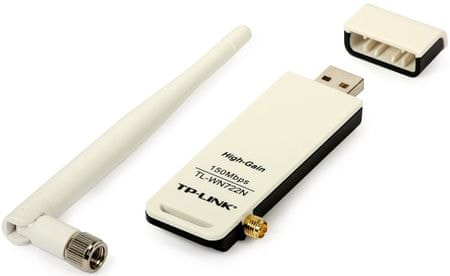 High-Gain
150Mbps
TL-WN722N
TP-LINK